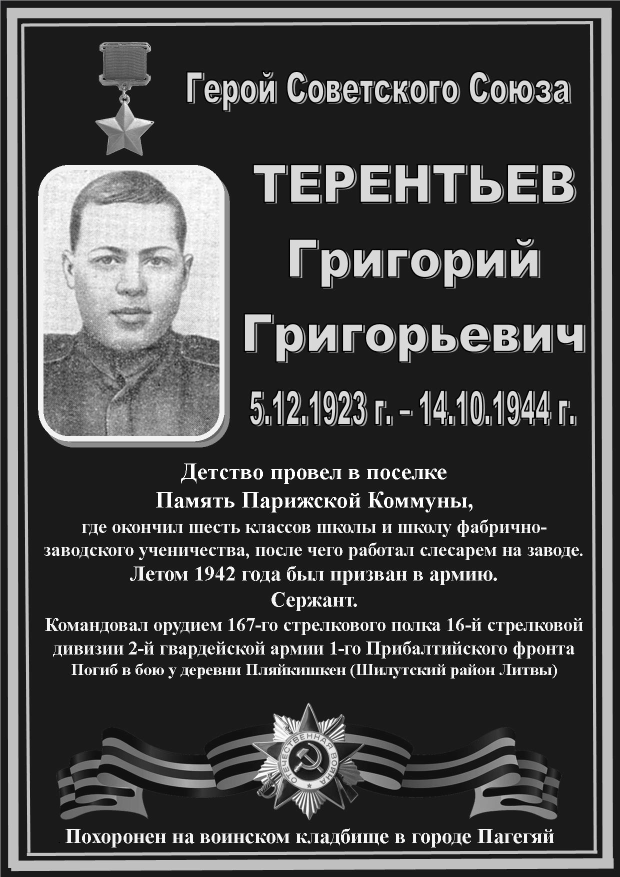 Герой Советского Союза
ТЕРЕНТЬЕВ
Григорий
Григорьевич
5.12.1923 г. – 14.10.1944 г.
Детство провел в поселке
Память Парижской Коммуны,
где окончил шесть классов школы и школу фабрично-
заводского ученичества, после чего работал слесарем на заводе.
Летом 1942 года был призван в армию.
Сержант.
Командовал орудием 167-го стрелкового полка 16-й стрелковой
дивизии 2-й гвардейской армии 1-го Прибалтийского фронта
Погиб в бою у деревни Пляйкишкен (Шилутский район Литвы)
ОТЕЧЕСТВЕННАЯ ВОЙНА
Похоронен на воинском кладбище в городе Пагегяй